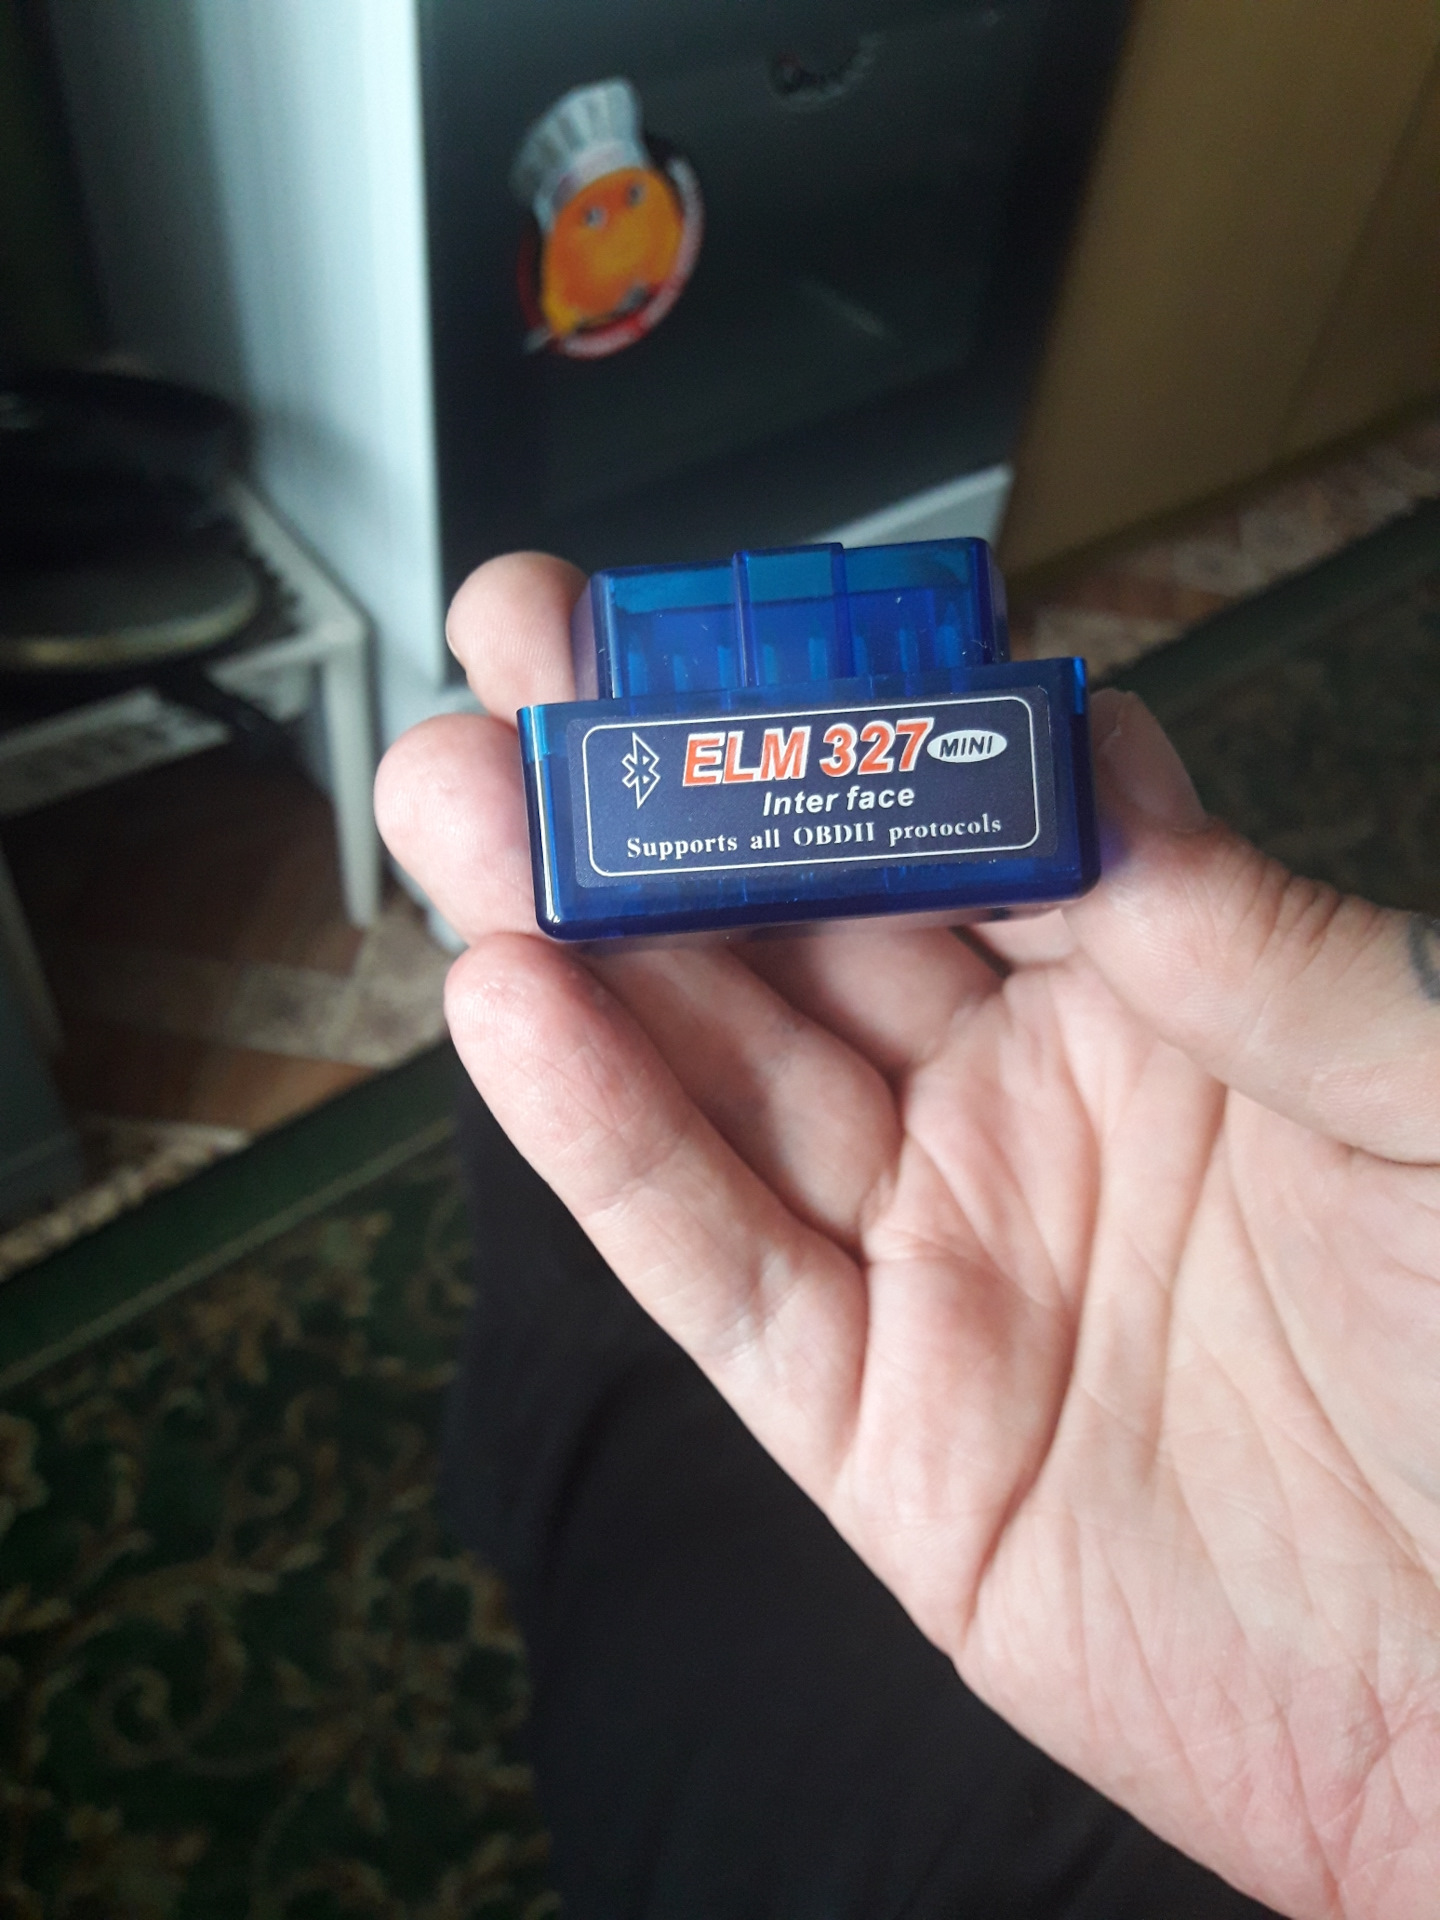 ELM 327 MINI
Inter face
Supports all OBDII protocols